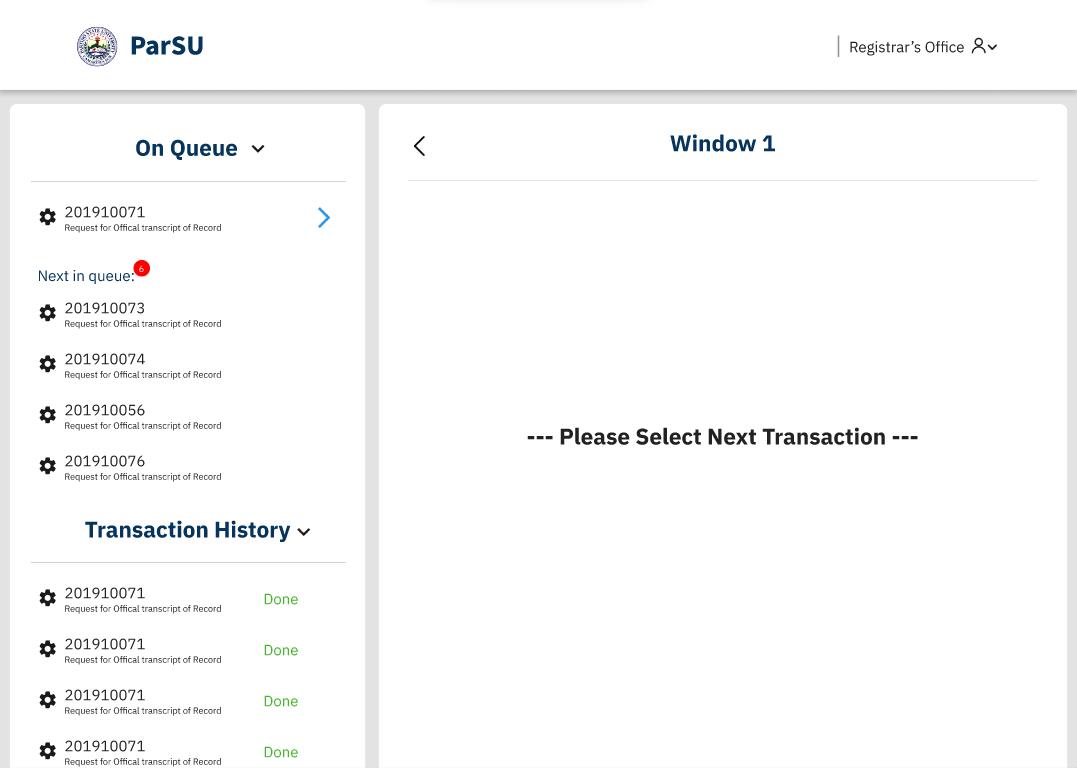 ParSU
Registrar's Office
On Queue
201910071
Request for Offical transcript of Record
Next in queue:
6
201910073
Request for Offical transcript of Record
201910074
Request for Offical transcript of Record
201910056
Request for Offical transcript of Record
201910076
Request for Offical transcript of Record
Transaction History
201910071
Request for Offical transcript of Record
Done
201910071
Request for Offical transcript of Record
Done
201910071
Request for Offical transcript of Record
Done
201910071
Request for Offical transcript of Record
Done
Window 1
--- Please Select Next Transaction ---